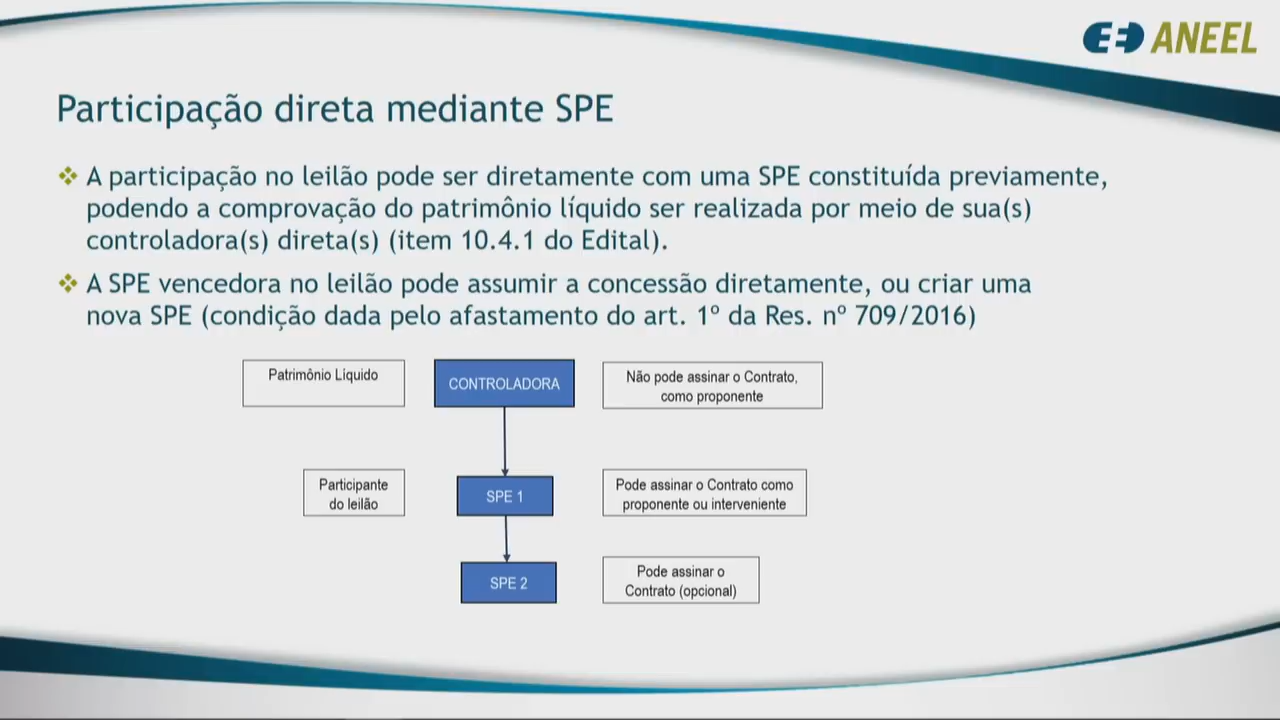 ANEEL
Participação direta mediante SPE
A participação no leilão pode ser diretamente com uma SPE constituída previamente,
podendo a comprovação do patrimônio líquido ser realizada por meio de sua(s)
controladora(s) direta(s) (item 10.4.1 do Edital).
A SPE vencedora no leilão pode assumir a concessão diretamente, ou criar uma
nova SPE (condição dada pelo afastamento do art. 1º da Res. nº 709/2016)
Patrimônio Líquido
CONTROLADORA
Não pode assinar o Contrato,
como proponente
Participante
do leilão
SPE 1
Pode assinar o Contrato como
proponente ou interveniente
SPE 2
Pode assinar o
Contrato (opcional)